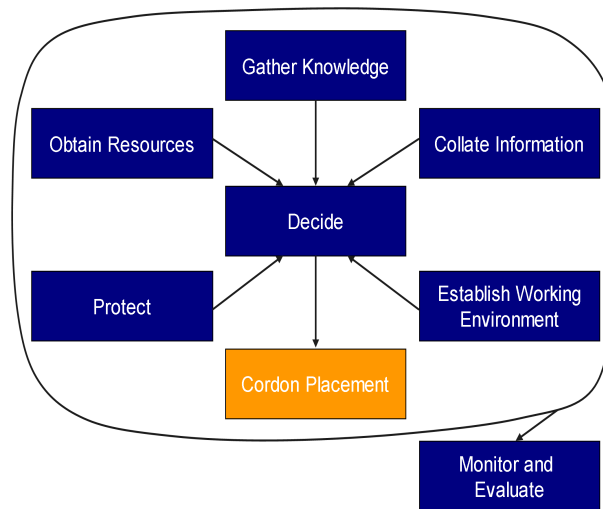 Gather Knowledge
Obtain Resources
Collate Information
Decide
Protect
Establish Working
Environment
Cordon Placement
Monitor and
Evaluate